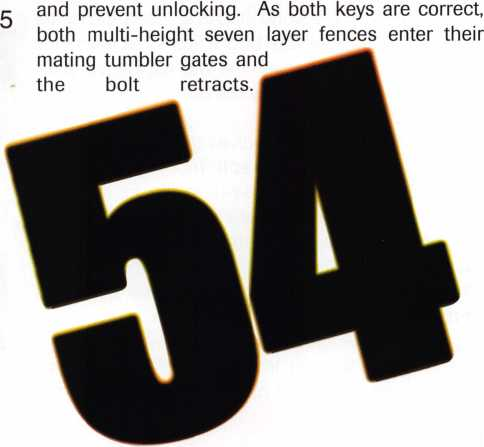 and prevent unlocking. As both keys are correct,
5 both multi-height seven layer fences enter their
mating tumbler gates and
the bolt retracts.
54